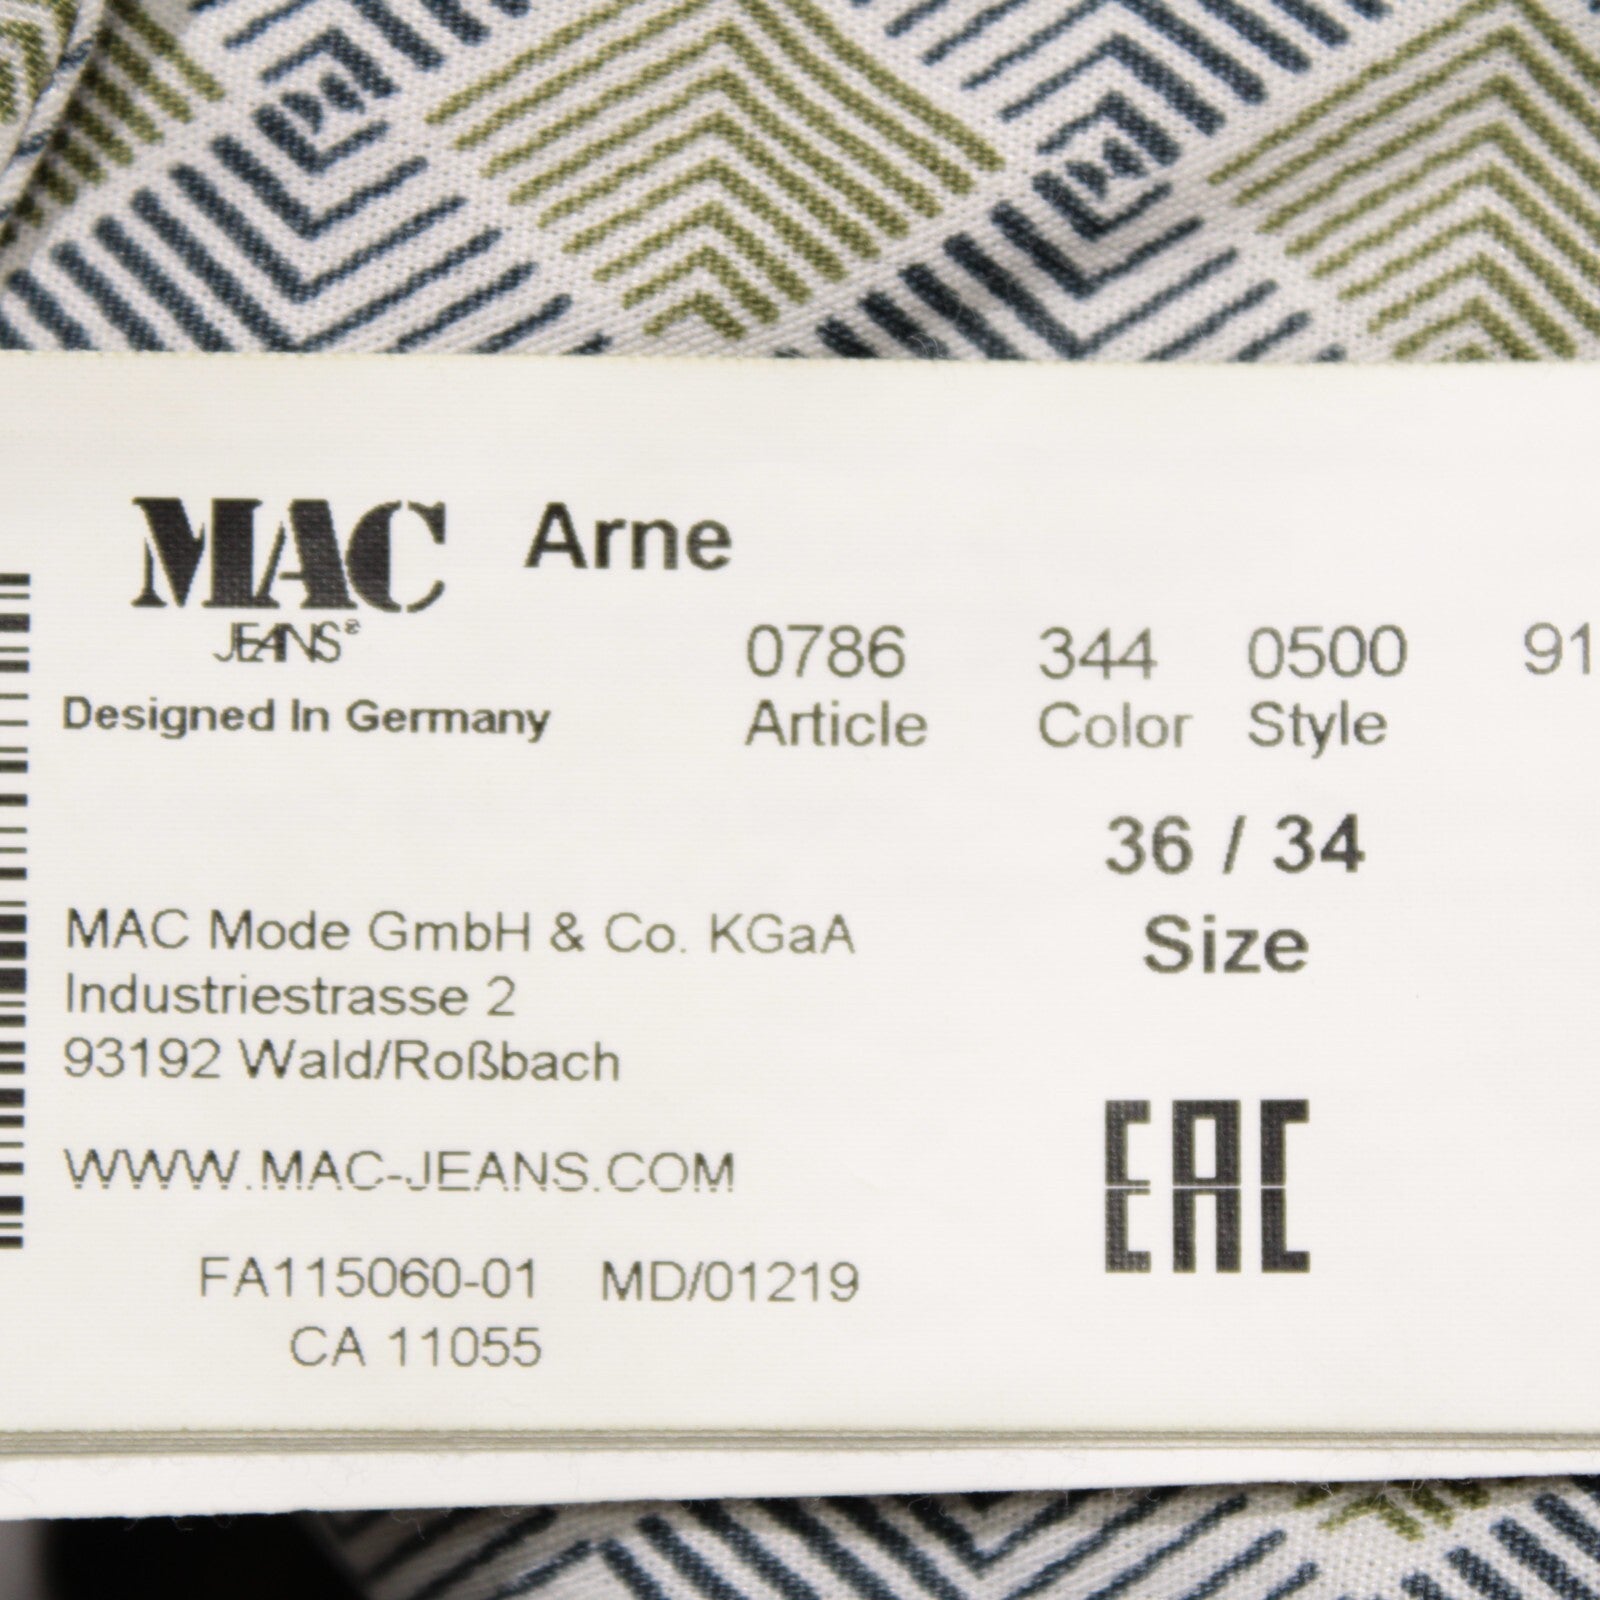 MAC Arne
JEANS®
Designed In Germany
0786 344 0500 91
Article Color Style
36 / 34
Size
MAC Mode GmbH & Co. KGaA
Industriestrasse 2
93192 Wald/Roßbach
WWW.MAC-JEANS.COM
EAC
FA115060-01 MD/01219
CA 11055